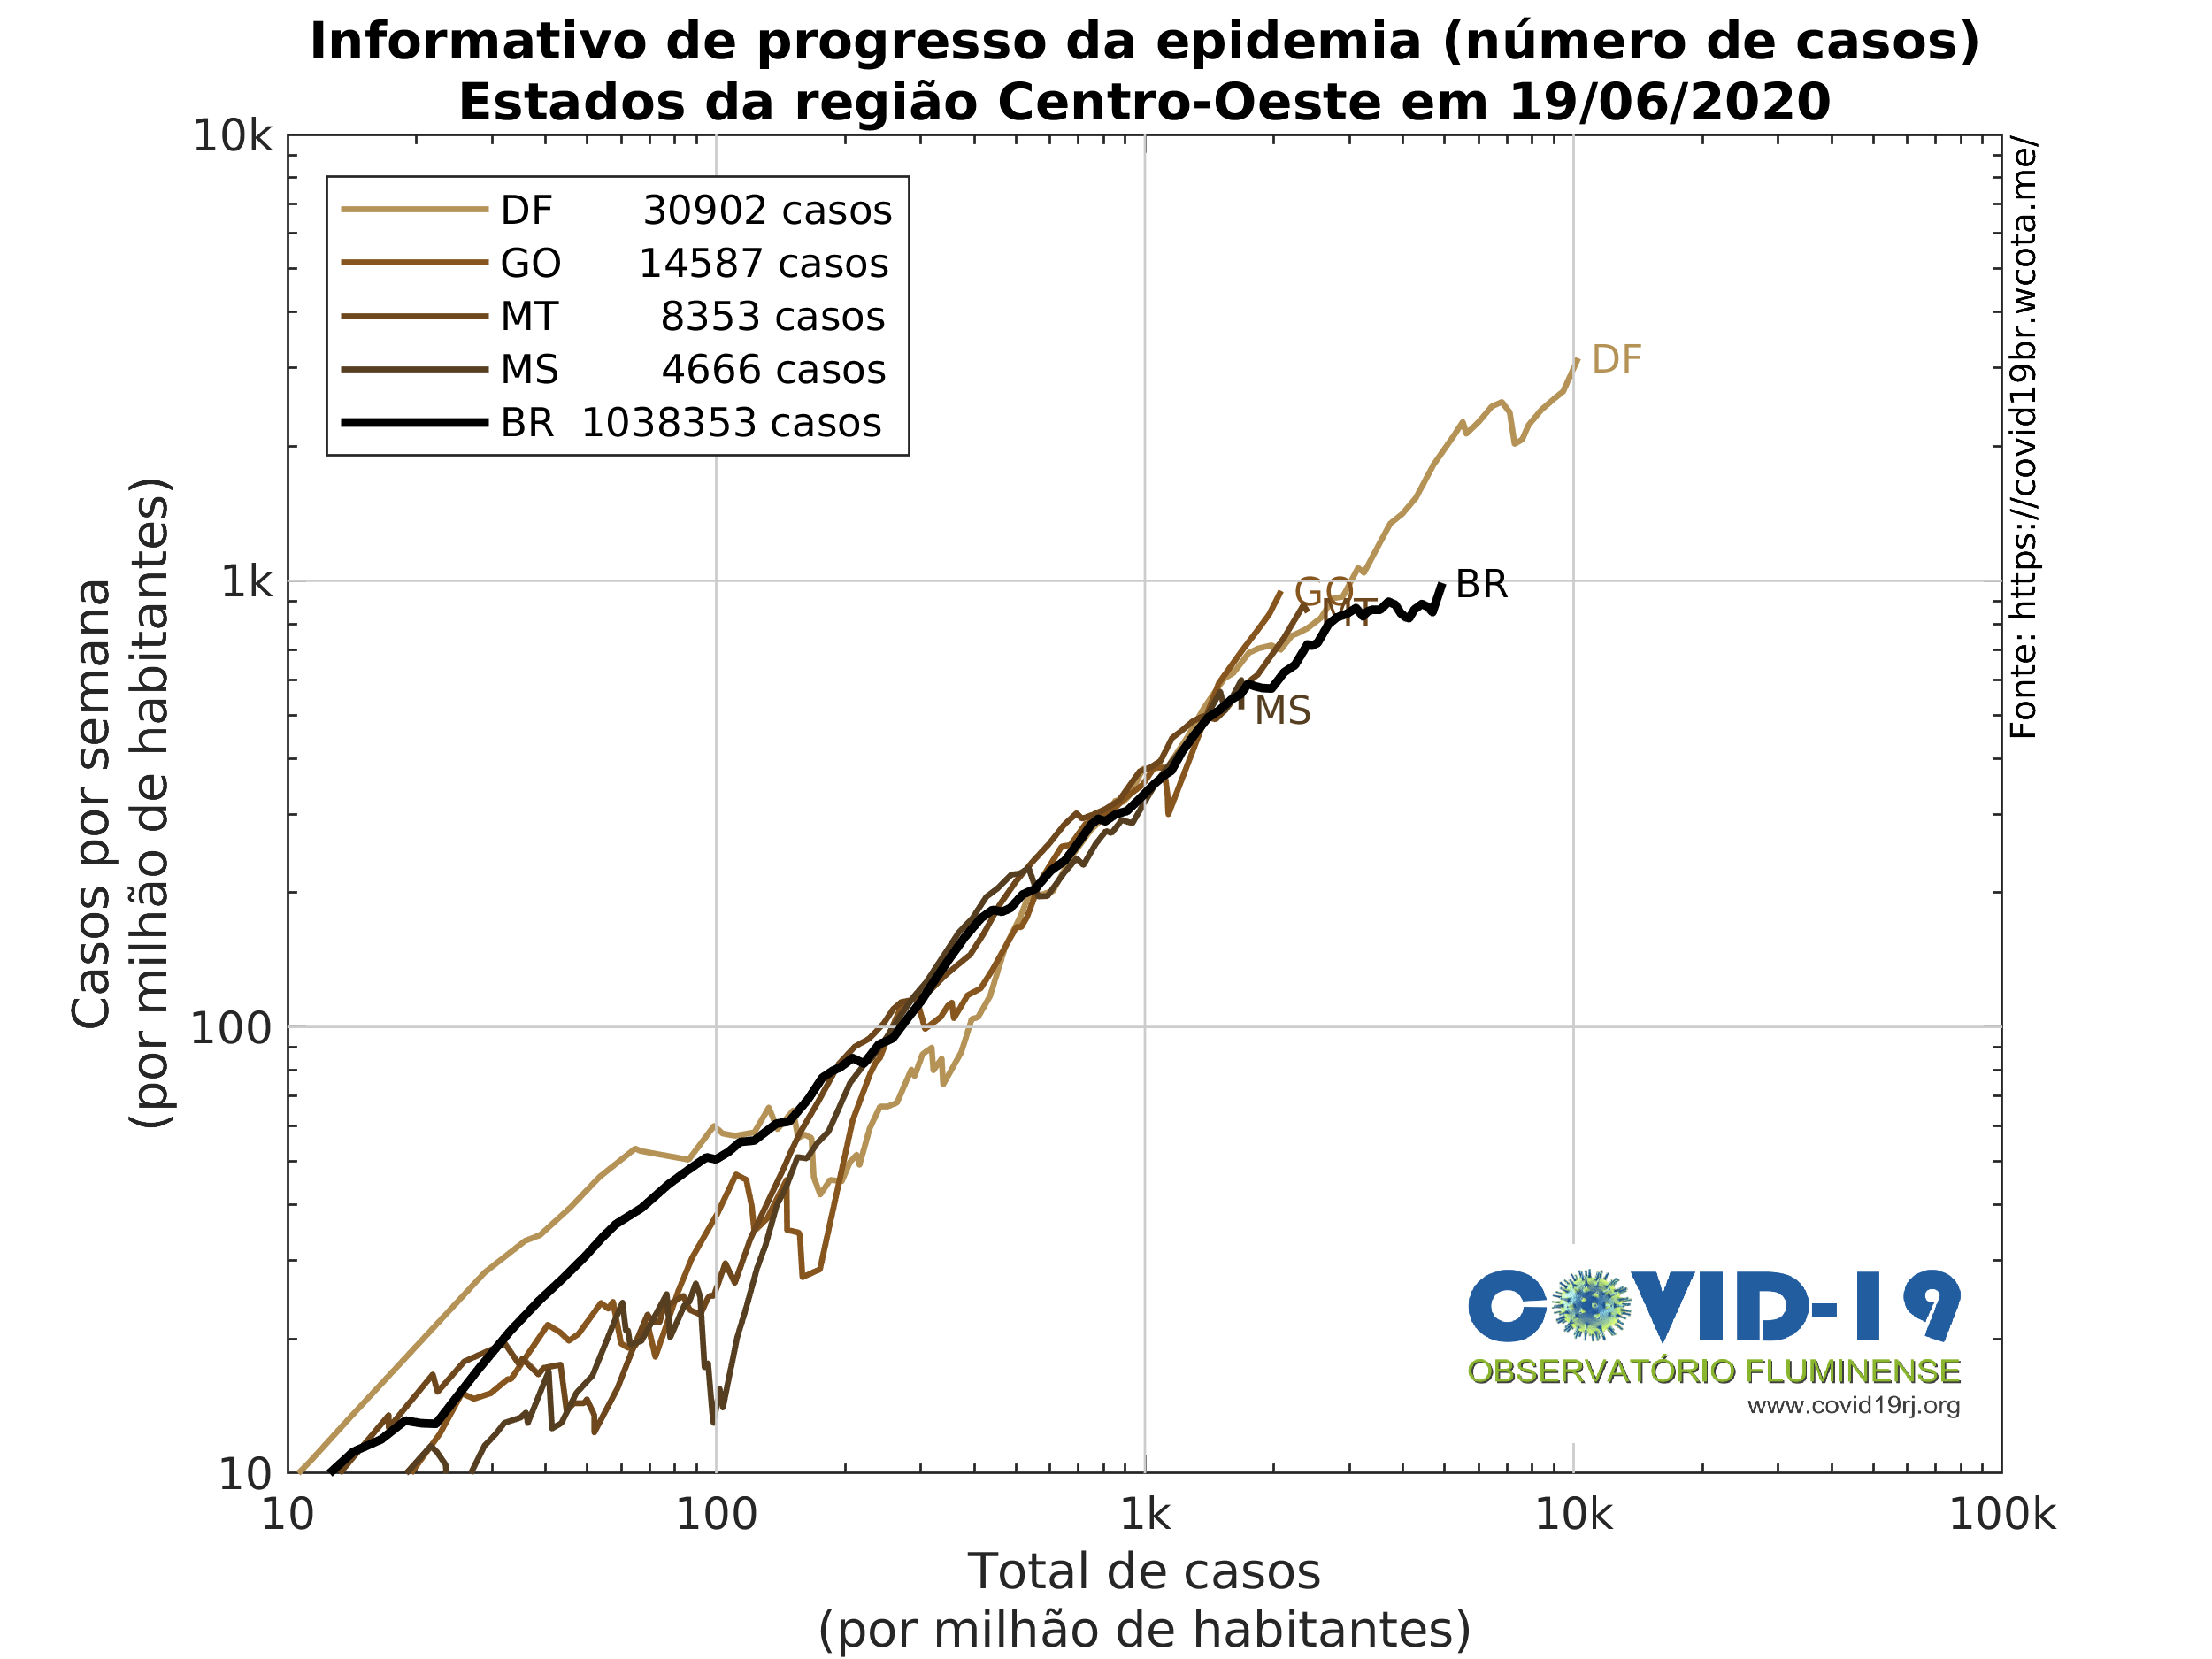 Informativo de progresso da epidemia (número de casos)
Estados da região Centro-Oeste em 19/06/2020
10k
1k
100
10
Casos por semana
(por milhão de habitantes)
DF 30902 casos
GO 14587 casos
MT 8353 casos
MS 4666 casos
BR 1038353 casos
DF
GO
MT
BR
MS
Fonte: https://covid19br.wcota.me/
COVID-19
OBSERVATÓRIO FLUMINENSE
www.covid19rj.org
10 100 1k 10k 100k
Total de casos
(por milhão de habitantes)